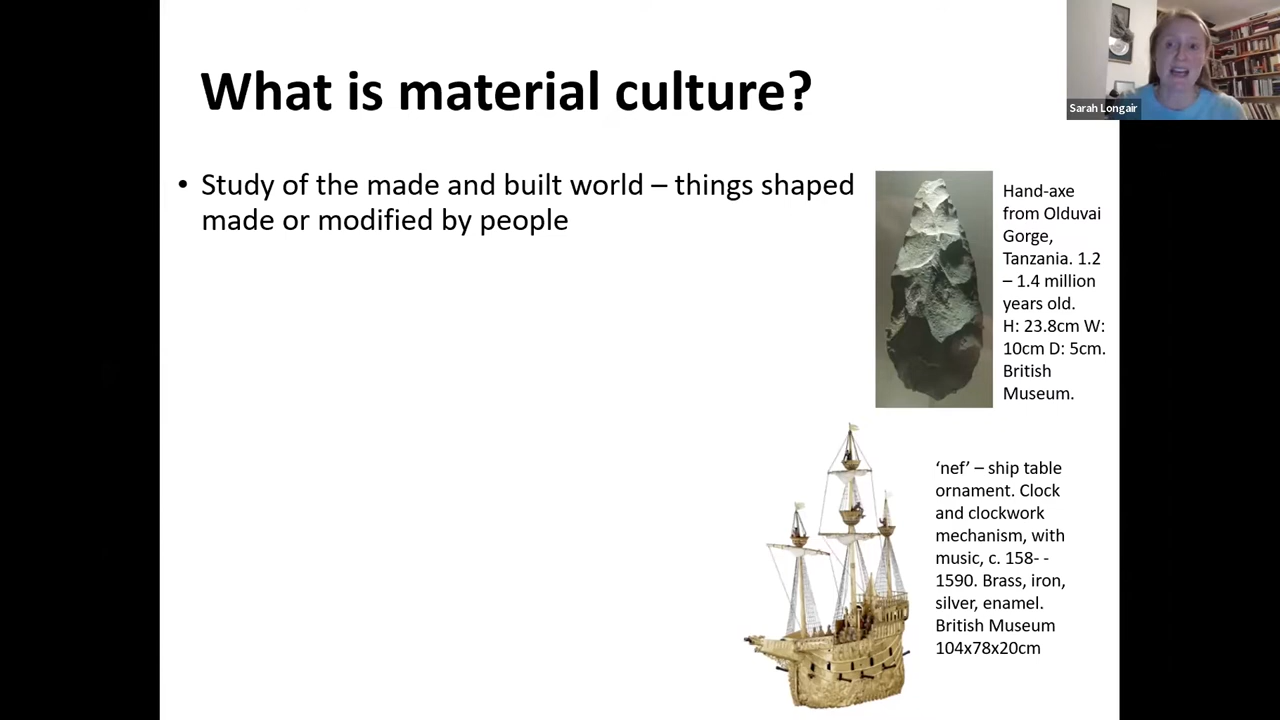 What is material culture?
Sarah Longair
• Study of the made and built world – things shaped
made or modified by people
Hand-axe
from Olduvai
Gorge,
Tanzania. 1.2
– 1.4 million
years old.
H: 23.8cm W:
10cm D: 5cm.
British
Museum.
‘nef’ – ship table
ornament. Clock
and clockwork
mechanism, with
music, c. 158- -
1590. Brass, iron,
silver, enamel.
British Museum
104x78x20cm